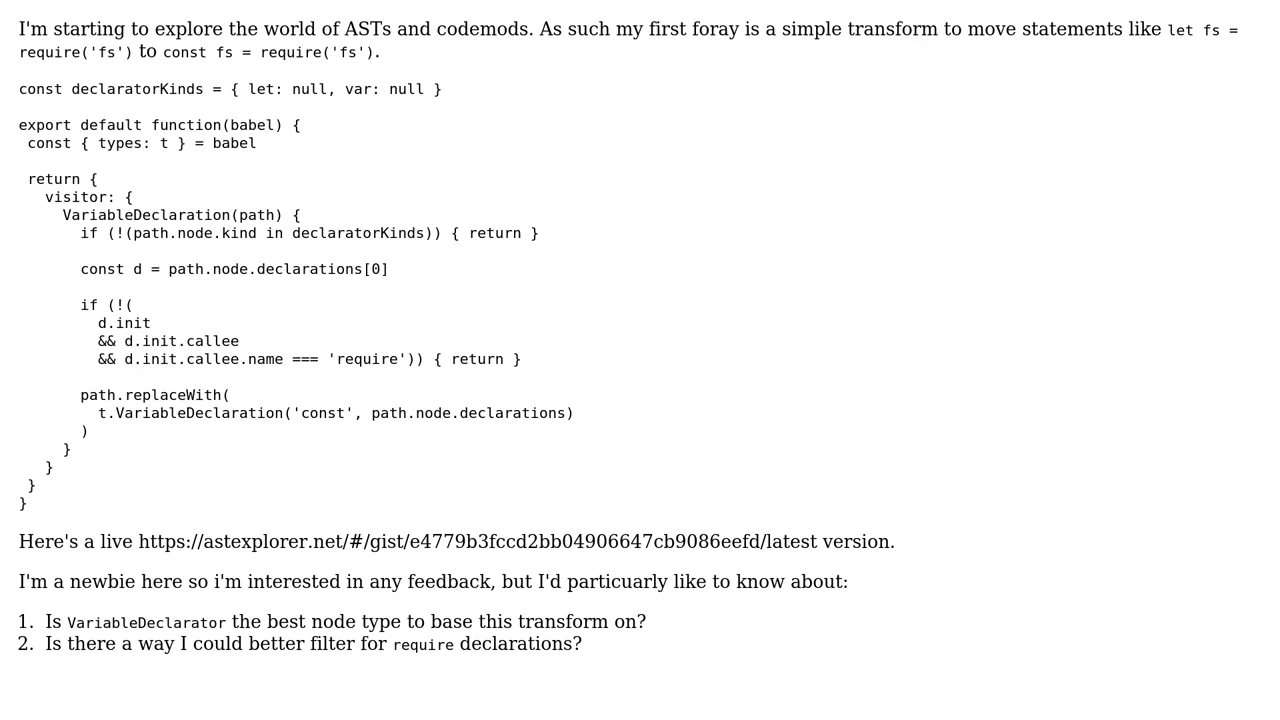 I'm starting to explore the world of ASTs and codemods. As such my first foray is a simple transform to move statements like let fs =
require('fs') to const fs = require('fs').
const declaratorKinds = { let: null, var: null }
export default function(babel) {
const { types: t } = babel
return {
visitor: {
VariableDeclaration(path) {
if (!(path.node.kind in declaratorKinds)) { return }
const d = path.node.declarations[0]
if (!(
d.init
&& d.init.callee
&& d.init.callee.name === 'require')) { return }
path.replaceWith(
t.VariableDeclaration('const', path.node.declarations)
)
}
}
}
}
Here's a live https://astexplorer.net/#/gist/e4779b3fccd2bb04906647cb9086eefd/latest version.
I'm a newbie here so i'm interested in any feedback, but I'd particuarly like to know about:
1. Is VariableDeclarator the best node type to base this transform on?
2. Is there a way I could better filter for require declarations?